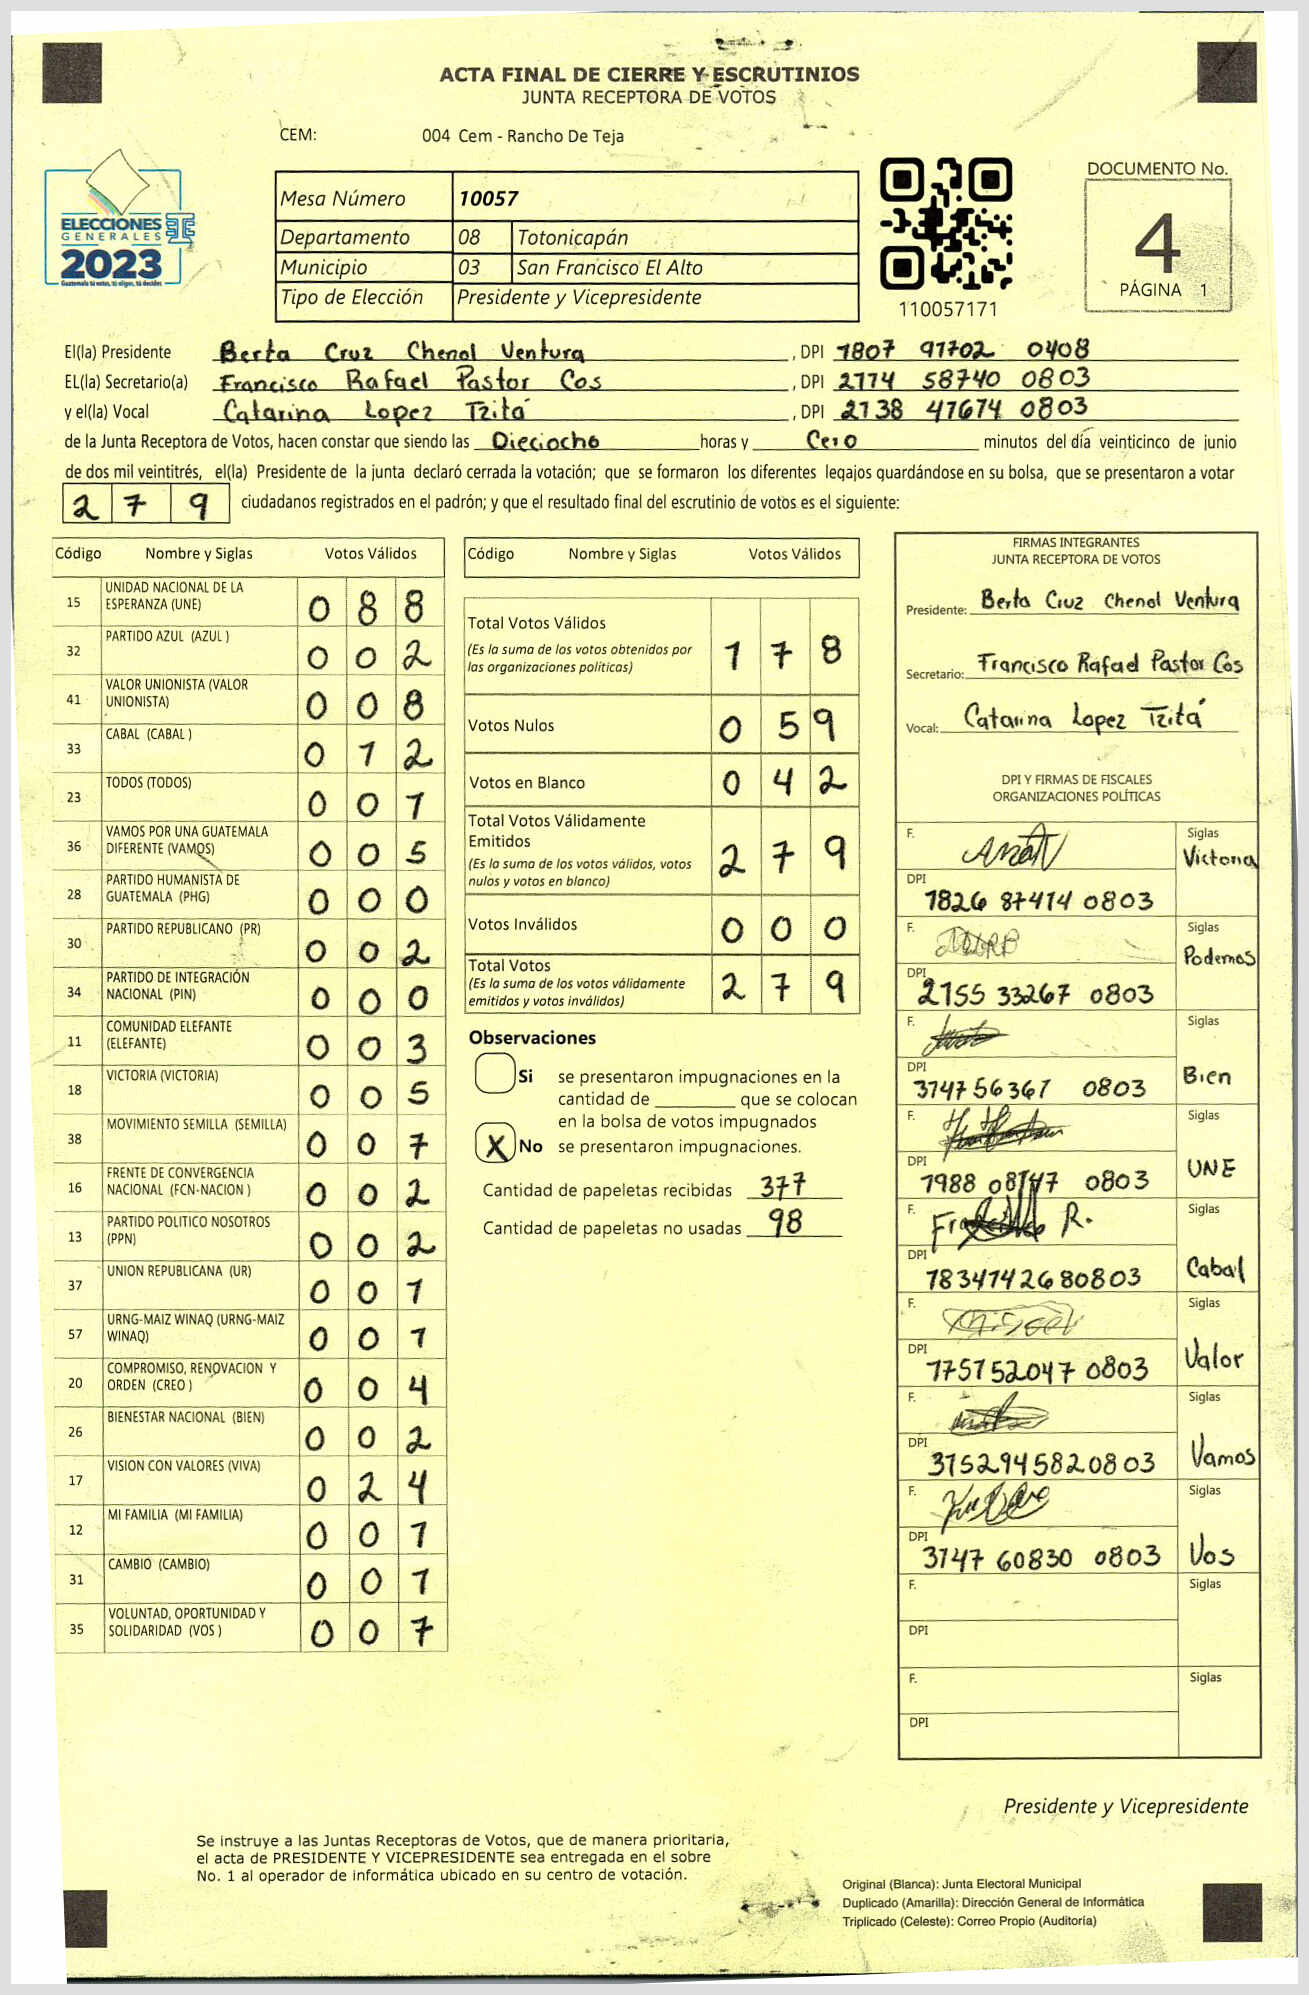 ACTA FINAL DE CIERRE Y ESCRUTINIOS
JUNTA RECEPTORA DE VOTOS
CEM: 004 Cem - Rancho De Teja
ELECCIONES
GENERALES
2023
Guatemala tú votas, tú eliges, tú decides
Mesa Número 10057
Departamento 08 Totonicapán
Municipio 03 San Francisco El Alto
Tipo de Elección Presidente y Vicepresidente
110057171
DOCUMENTO No.
4
PÁGINA 1
El(la) Presidente Berta Cruz Chenol Ventura , DPI 1807 91702 0408
EL(la) Secretario(a) Francisco Rafael Pastor Cos , DPI 2774 58740 0803
y el(la) Vocal Catarina Lopez Tzitá , DPI 2738 47674 0803
de la Junta Receptora de Votos, hacen constar que siendo las Dieciocho horas y Cero minutos del día veinticinco de junio
de dos mil veintitrés, el(la) Presidente de la junta declaró cerrada la votación; que se formaron los diferentes legajos quardándose en su bolsa, que se presentaron a votar
2 7 9 ciudadanos registrados en el padrón; y que el resultado final del escrutinio de votos es el siguiente:
Código Nombre y Siglas Votos Válidos
15 UNIDAD NACIONAL DE LA ESPERANZA (UNE) 0 8 8
32 PARTIDO AZUL (AZUL ) 0 0 2
41 VALOR UNIONISTA (VALOR UNIONISTA) 0 0 8
33 CABAL (CABAL ) 0 1 2
23 TODOS (TODOS) 0 0 1
36 VAMOS POR UNA GUATEMALA DIFERENTE (VAMOS) 0 0 5
28 PARTIDO HUMANISTA DE GUATEMALA (PHG) 0 0 0
30 PARTIDO REPUBLICANO (PR) 0 0 2
34 PARTIDO DE INTEGRACIÓN NACIONAL (PIN) 0 0 0
11 COMUNIDAD ELEFANTE (ELEFANTE) 0 0 3
18 VICTORIA (VICTORIA) 0 0 5
38 MOVIMIENTO SEMILLA (SEMILLA) 0 0 7
16 FRENTE DE CONVERGENCIA NACIONAL (FCN-NACION ) 0 0 2
13 PARTIDO POLITICO NOSOTROS (PPN) 0 0 2
37 UNION REPUBLICANA (UR) 0 0 1
57 URNG-MAIZ WINAQ (URNG-MAIZ WINAQ) 0 0 1
20 COMPROMISO, RENOVACION Y ORDEN (CREO ) 0 0 4
26 BIENESTAR NACIONAL (BIEN) 0 0 2
17 VISION CON VALORES (VIVA) 0 2 4
12 MI FAMILIA (MI FAMILIA) 0 0 1
31 CAMBIO (CAMBIO) 0 0 1
35 VOLUNTAD, OPORTUNIDAD Y SOLIDARIDAD (VOS ) 0 0 7
Código Nombre y Siglas Votos Válidos
Total Votos Válidos 1 7 8
(Es la suma de los votos obtenidos por
las organizaciones políticas)
Votos Nulos 0 5 9
Votos en Blanco 0 4 2
Total Votos Válidamente
Emitidos 2 7 9
(Es la suma de los votos válidos, votos
nulos y votos en blanco)
Votos Inválidos 0 0 0
Total Votos 2 7 9
(Es la suma de los votos válidamente
emitidos y votos inválidos)
Observaciones
Si se presentaron impugnaciones en la
cantidad de ________ que se colocan
en la bolsa de votos impugnados
X No se presentaron impugnaciones.
Cantidad de papeletas recibidas 377
Cantidad de papeletas no usadas 98
FIRMAS INTEGRANTES
JUNTA RECEPTORA DE VOTOS
Presidente: Berta Cruz Chenol Ventura
Secretario: Francisco Rafael Pastor Cos
Vocal: Catarina Lopez Tzitá
DPI Y FIRMAS DE FISCALES
ORGANIZACIONES POLÍTICAS
F. Siglas Victoria
DPI 1826 87414 0803
F. Siglas Podemos
DPI 2755 33267 0803
F. Siglas Bien
DPI 3747 56367 0803
F. Siglas UNE
DPI 7988 08747 0803
F. R. Siglas Cabal
DPI 7834742680803
F. Siglas Valor
DPI 775752047 0803
F. Siglas Vamos
DPI 3752945820803
F. Siglas Vos
DPI 3747 60830 0803
F. Siglas
DPI
F. Siglas
DPI
Presidente y Vicepresidente
Se instruye a las Juntas Receptoras de Votos, que de manera prioritaria,
el acta de PRESIDENTE Y VICEPRESIDENTE sea entregada en el sobre
No. 1 al operador de informática ubicado en su centro de votación.
Original (Blanca): Junta Electoral Municipal
Duplicado (Amarilla): Dirección General de Informática
Triplicado (Celeste): Correo Propio (Auditoría)